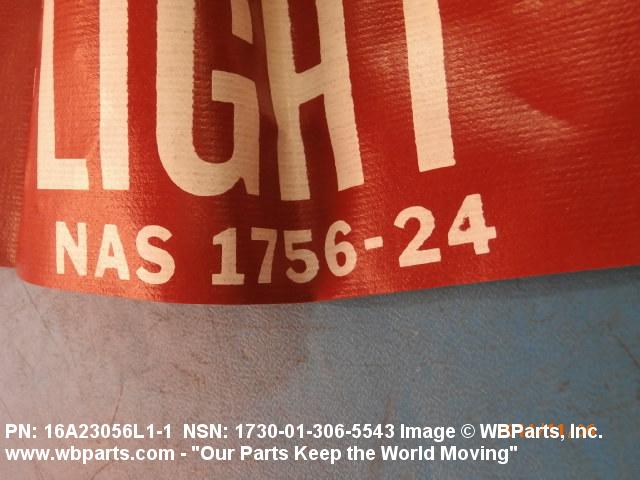 LIGHT
NAS 1756-24
PN: 16A23056L1-1 NSN: 1730-01-306-5543 Image © WBParts, Inc.
www.wbparts.com - "Our Parts Keep the World Moving"